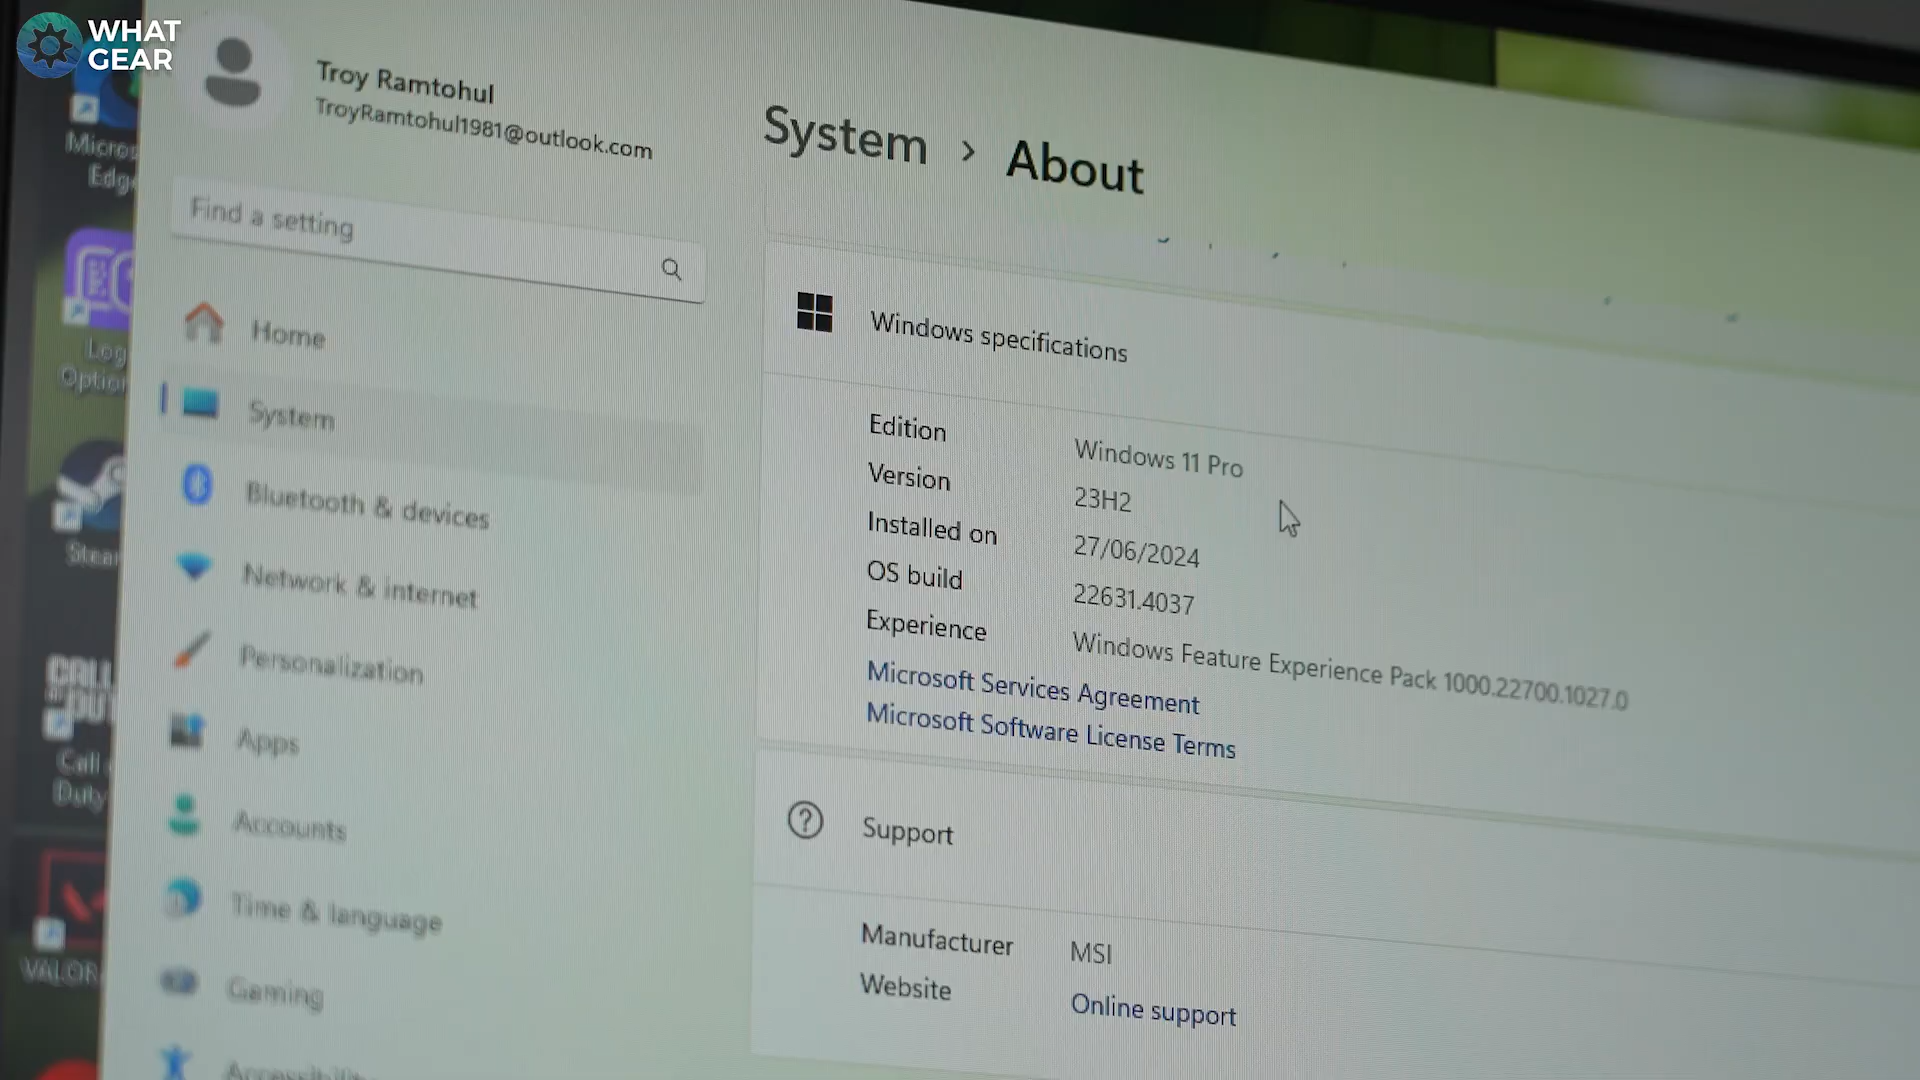 WHAT
GEAR
Troy Ramtohul
TroyRamtohul1981@outlook.com
System > About
Find a setting
Home
System
Bluetooth & devices
Network & internet
Personalization
Apps
Accounts
Time & language
Gaming
Windows specifications
Edition Windows 11 Pro
Version 23H2
Installed on 27/06/2024
OS build 22631.4037
Experience Windows Feature Experience Pack 1000.22700.1027.0
Microsoft Services Agreement
Microsoft Software License Terms
Support
Manufacturer MSI
Website Online support
Edge
Call
Duty